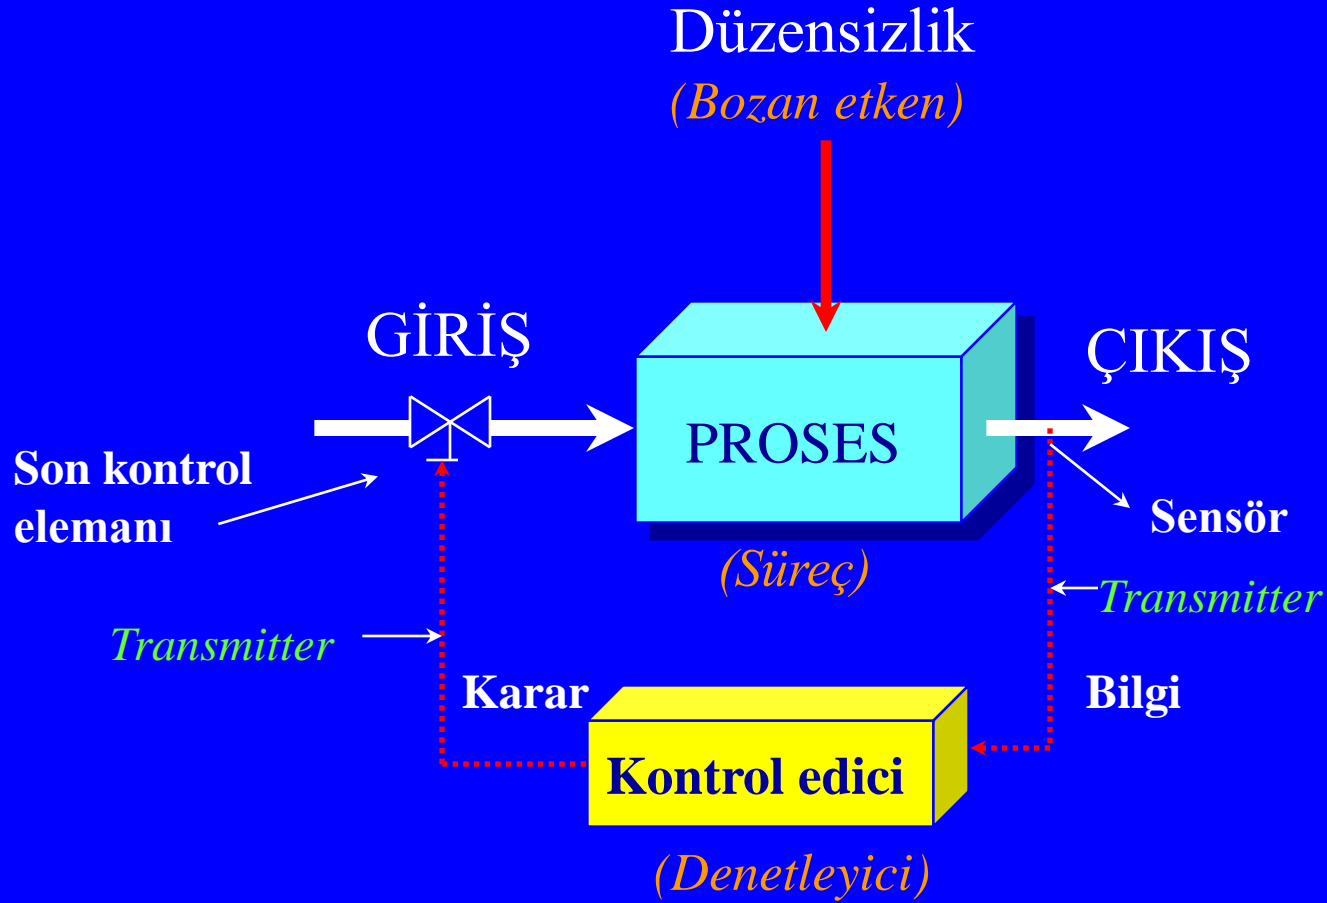 Düzensizlik
(Bozan etken)
GİRİŞ
ÇIKIŞ
PROSES
Son kontrol
elemanı
Sensör
(Süreç)
Transmitter
Transmitter
Karar
Bilgi
Kontrol edici
(Denetleyici)